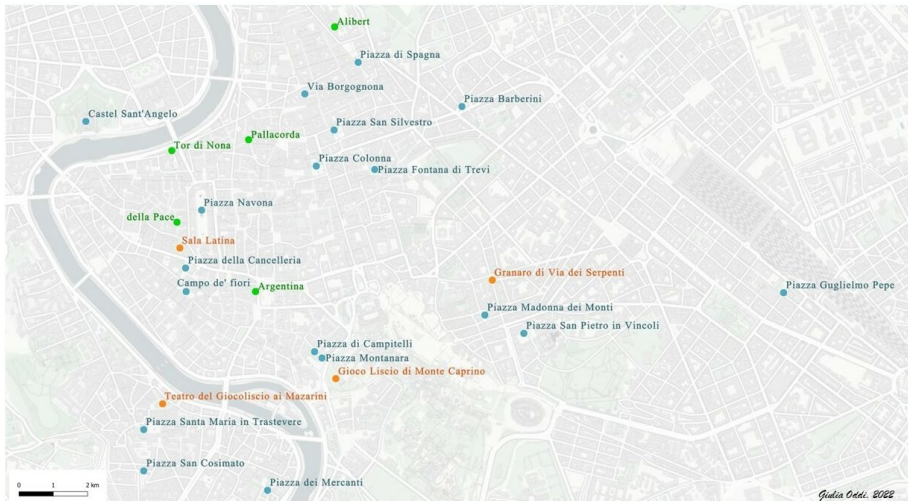 Alibert
Piazza di Spagna
Via Borgognona
Piazza Barberini
Castel Sant'Angelo
Piazza San Silvestro
Pallacorda
Tor di Nona
Piazza Colonna
Piazza Fontana di Trevi
Piazza Navona
della Pace
Sala Latina
Piazza della Cancelleria
Granaro di Via dei Serpenti
Campo de' fiori
Argentina
Piazza Guglielmo Pepe
Piazza Madonna dei Monti
Piazza San Pietro in Vincoli
Piazza di Campitelli
Piazza Montanara
Gioco Liscio di Monte Caprino
Teatro del Giocoliscio ai Mazarini
Piazza Santa Maria in Trastevere
Piazza San Cosimato
Piazza dei Mercanti
0 1 2 km
Giulia Oddi, 2022